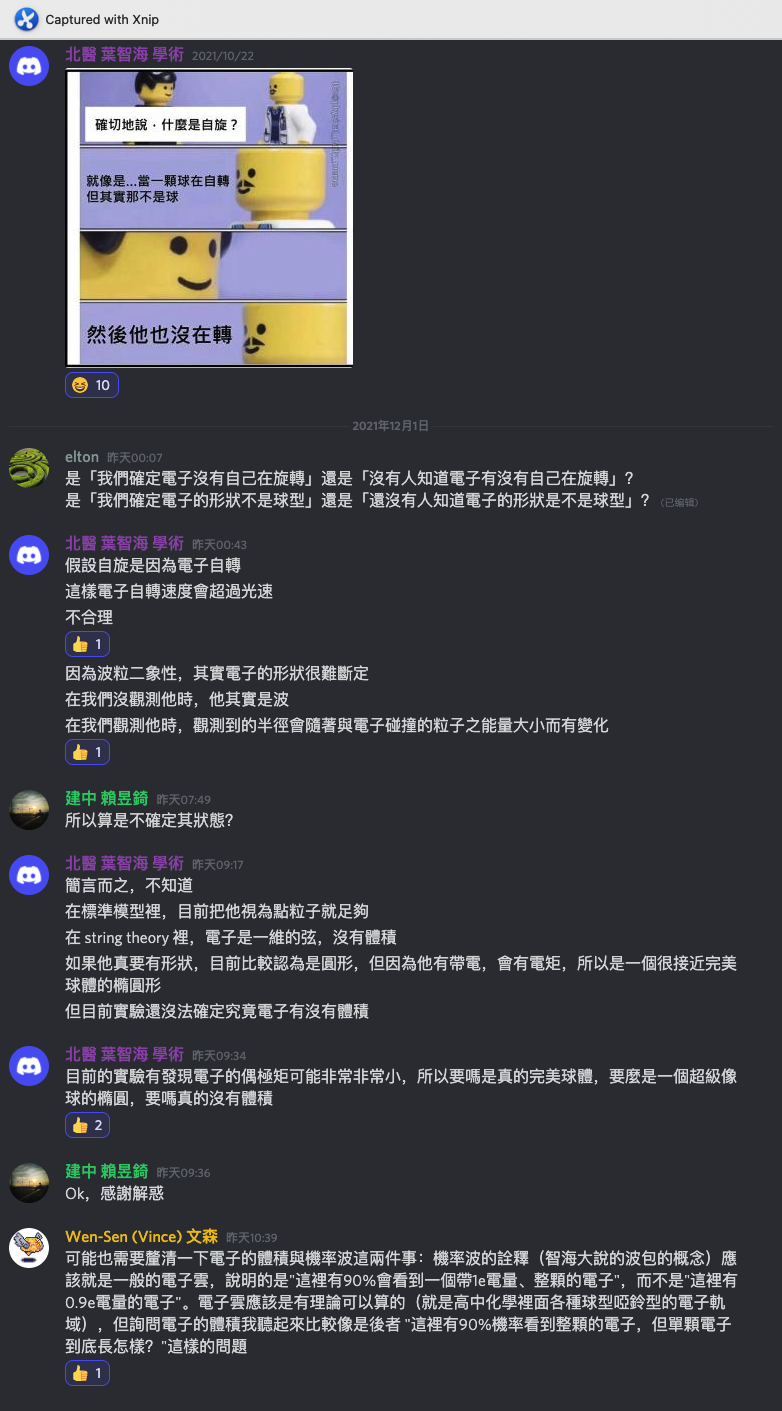 Captured with Xnip
北醫 葉智海 學術 2021/10/22
確切地說，什麼是自旋？
就像是...當一顆球在自轉
但其實那不是球
然後他也沒在轉
10
2021年12月1日
elton 昨天00:07
是「我們確定電子沒有自己在旋轉」還是「沒有人知道電子有沒有自己在旋轉」？
是「我們確定電子的形狀不是球型」還是「還沒有人知道電子的形狀是不是球型」？ （已编辑）
北醫 葉智海 學術 昨天00:43
假設自旋是因為電子自轉
這樣電子自轉速度會超過光速
不合理
1
因為波粒二象性，其實電子的形狀很難斷定
在我們沒觀測他時，他其實是波
在我們觀測他時，觀測到的半徑會隨著與電子碰撞的粒子之能量大小而有變化
1
建中 賴昱錡 昨天07:49
所以算是不確定其狀態?
北醫 葉智海 學術 昨天09:17
簡言而之，不知道
在標準模型裡，目前把他視為點粒子就足夠
在 string theory 裡，電子是一維的弦，沒有體積
如果他真要有形狀，目前比較認為是圓形，但因為他有帶電，會有電矩，所以是一個很接近完美
球體的橢圓形
但目前實驗還沒法確定究竟電子有沒有體積
北醫 葉智海 學術 昨天09:34
目前的實驗有發現電子的偶極矩可能非常非常小，所以要嗎是真的完美球體，要麼是一個超級像
球的橢圓，要嗎真的沒有體積
2
建中 賴昱錡 昨天09:36
Ok，感謝解惑
Wen-Sen (Vince) 文森 昨天10:39
可能也需要釐清一下電子的體積與機率波這兩件事：機率波的詮釋（智海大說的波包的概念）應
該就是一般的電子雲，說明的是"這裡有90%會看到一個帶1e電量、整顆的電子"，而不是"這裡有
0.9e電量的電子"。電子雲應該是有理論可以算的（就是高中化學裡面各種球型啞鈴型的電子軌
域），但詢問電子的體積我聽起來比較像是後者 "這裡有90%機率看到整顆的電子，但單顆電子
到底長怎樣？"這樣的問題
1